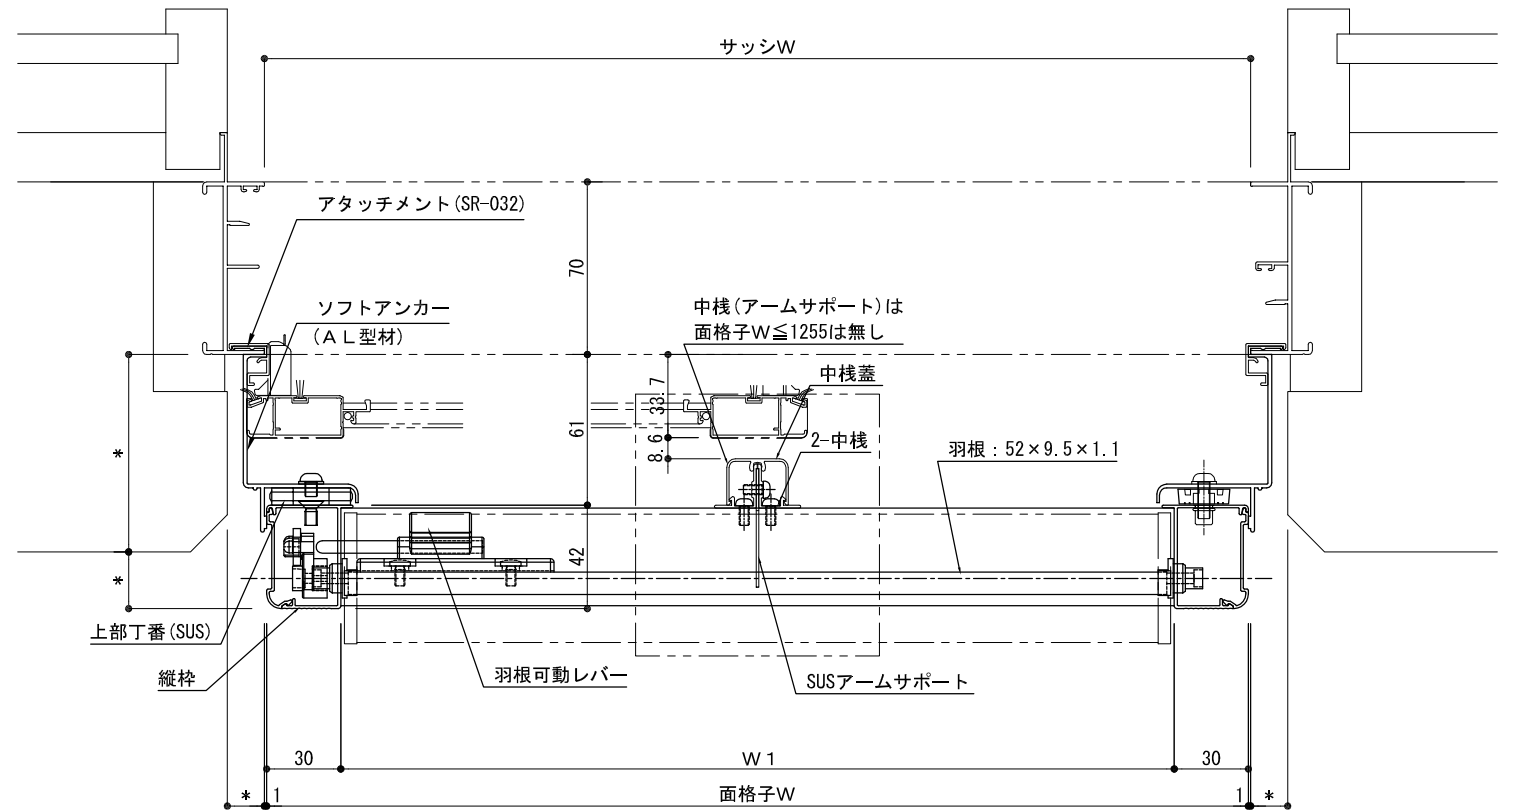 サッシW
アタッチメント(SR-032)
70
ソフトアンカー
(AL型材)
中桟(アームサポート)は
面格子W≦1255は無し
中桟蓋
33.7
61
8.6
2-中桟
羽根：52×9.5×1.1
*
42
*
上部丁番(SUS)
縦枠
羽根可動レバー
SUSアームサポート
30
W1
30
*
1
面格子W
1
*